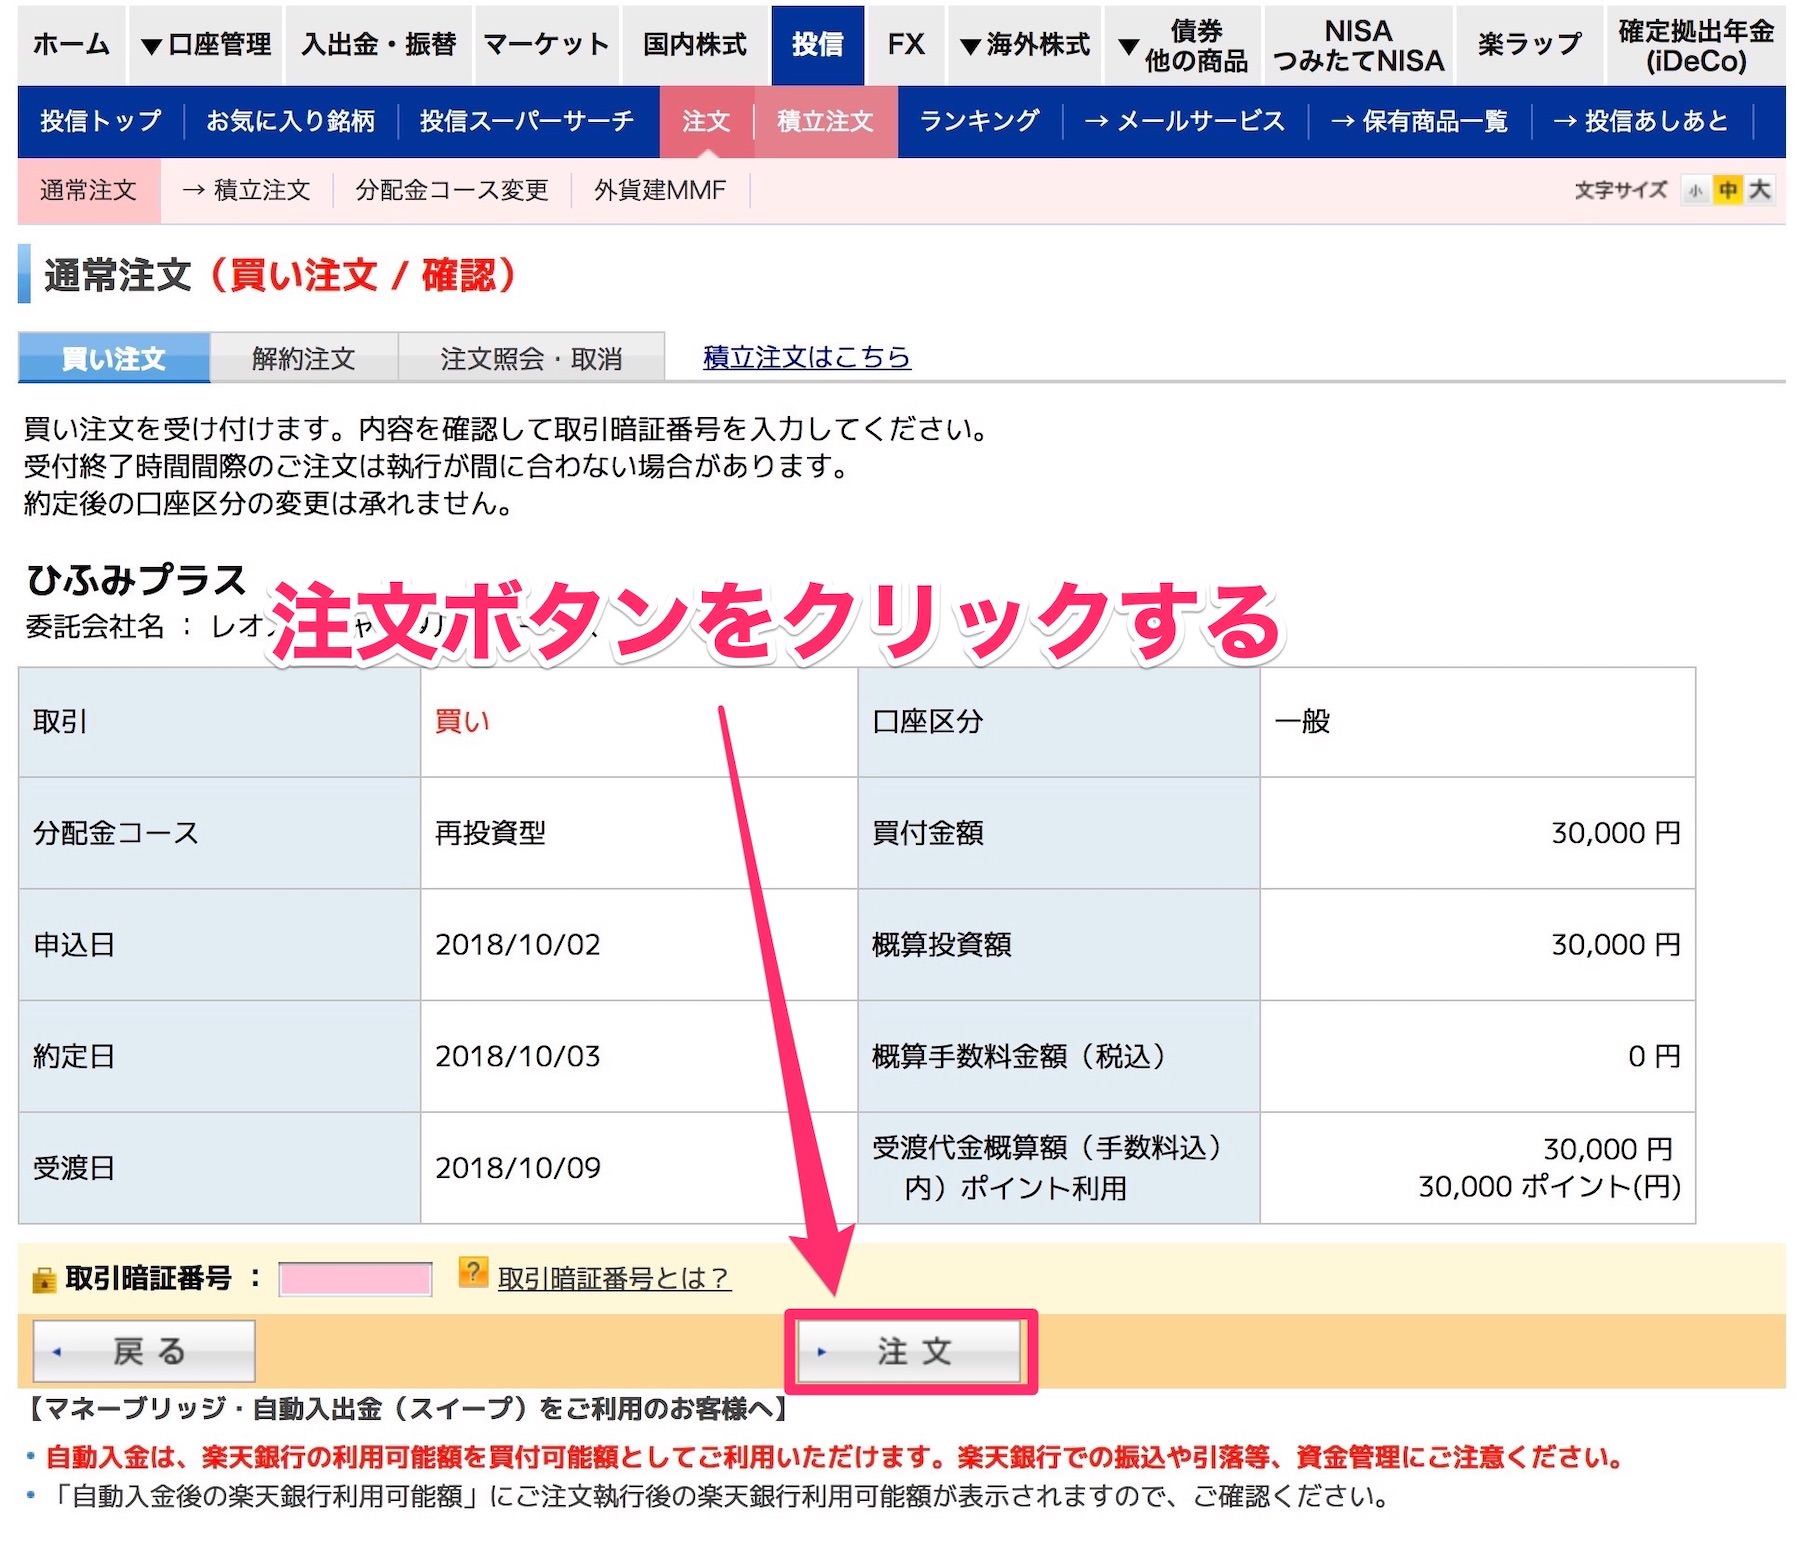 ホーム ▼口座管理 入出金・振替 マーケット 国内株式 投信 FX ▼海外株式 ▼債券 他の商品 NISA つみたてNISA 楽ラップ 確定拠出年金 (iDeCo)
投信トップ お気に入り銘柄 投信スーパーサーチ 注文 積立注文 ランキング → メールサービス → 保有商品一覧 → 投信あしあと
通常注文 → 積立注文 分配金コース変更 外貨建MMF 文字サイズ 小 中 大
通常注文（買い注文 / 確認）
買い注文 解約注文 注文照会・取消 積立注文はこちら
買い注文を受け付けます。内容を確認して取引暗証番号を入力してください。
受付終了時間間際のご注文は執行が間に合わない場合があります。
約定後の口座区分の変更は承れません。
ひふみプラス
注文ボタンをクリックする
委託会社名 ： レオ
取引 買い 口座区分 一般
分配金コース 再投資型 買付金額 30,000 円
申込日 2018/10/02 概算投資額 30,000 円
約定日 2018/10/03 概算手数料金額（税込） 0 円
受渡日 2018/10/09 受渡代金概算額（手数料込） 30,000 円
内）ポイント利用 30,000 ポイント(円)
取引暗証番号 ： ? 取引暗証番号とは？
戻る 注文
【マネーブリッジ・自動入出金（スイープ）をご利用のお客様へ】
・自動入金は、楽天銀行の利用可能額を買付可能額としてご利用いただけます。楽天銀行での振込や引落等、資金管理にご注意ください。
・「自動入金後の楽天銀行利用可能額」にご注文執行後の楽天銀行利用可能額が表示されますので、ご確認ください。